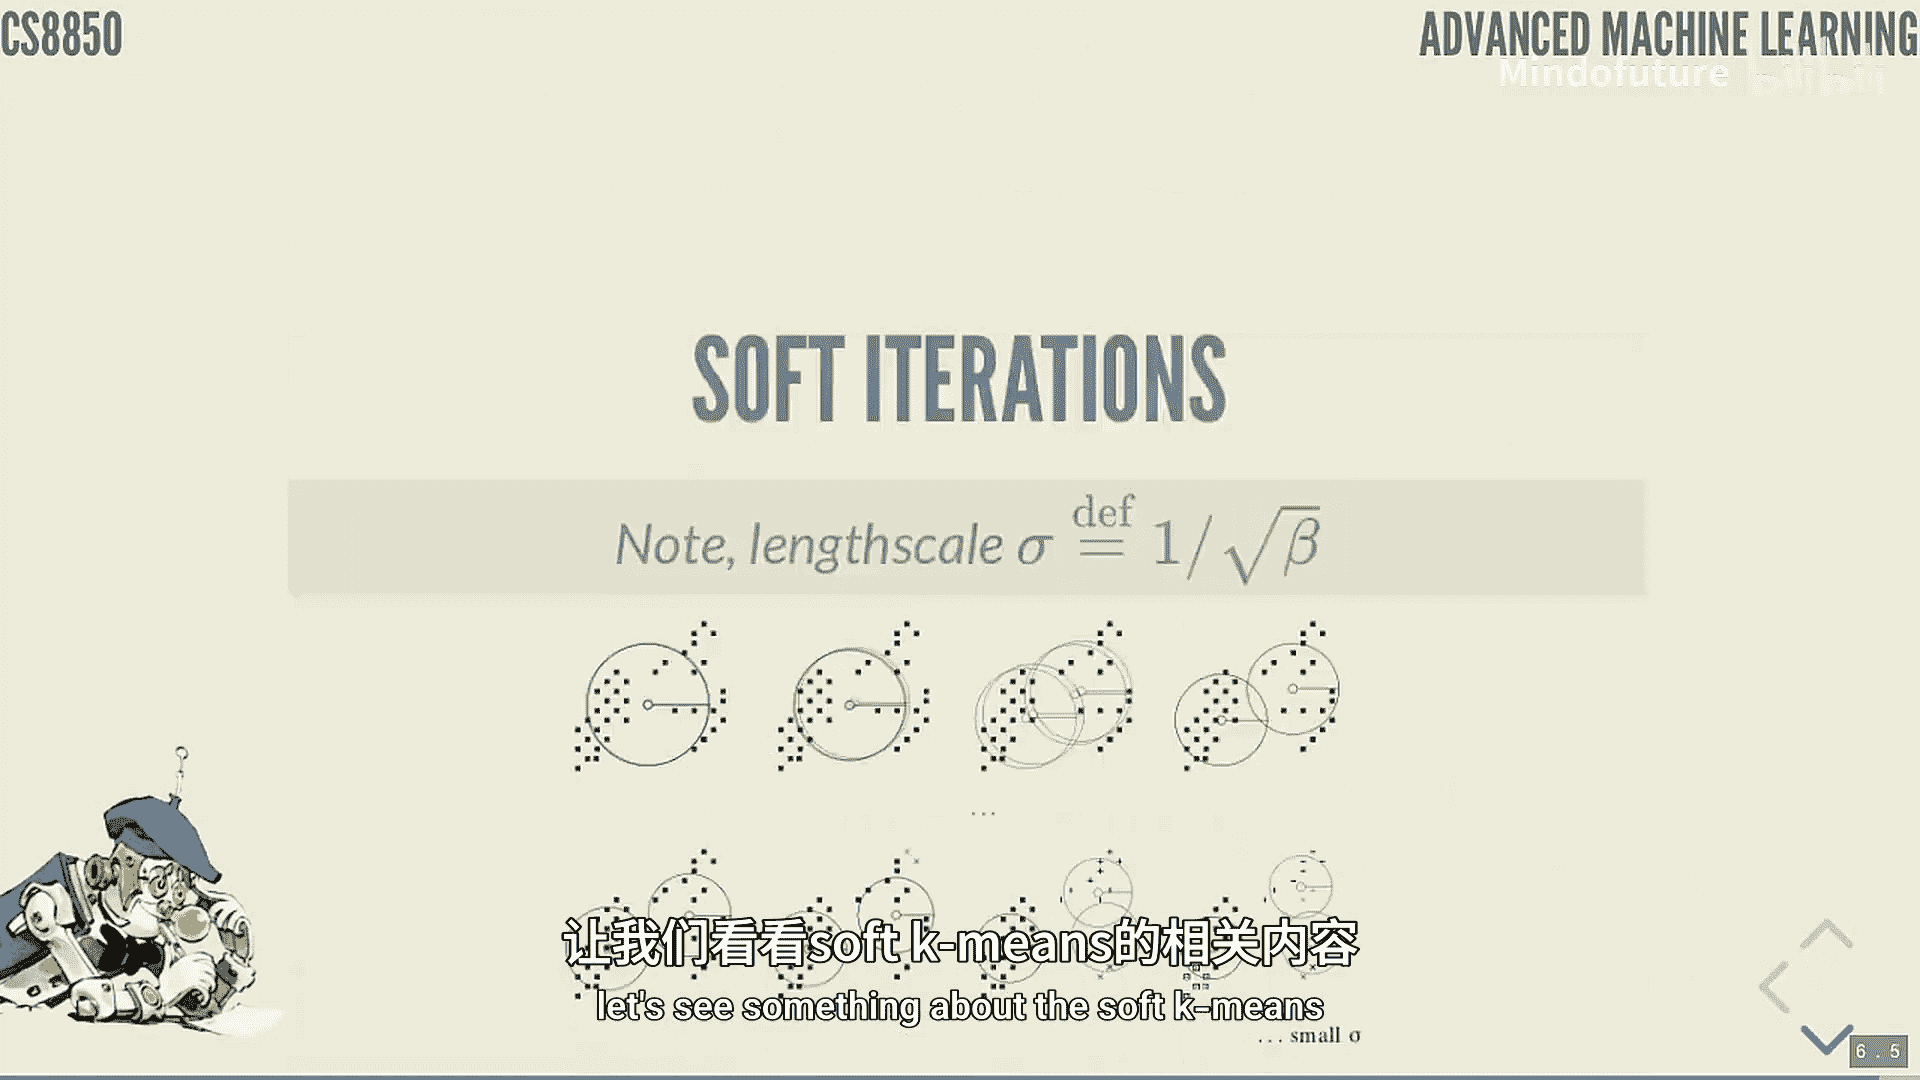 CS8850
ADVANCED MACHINE LEARNING
Mindofuture
SOFT ITERATIONS
Note, lengthscale σ def= 1/√β
...
让我们看看soft k-means的相关内容
let's see something about the soft k-means
... small σ
6.5